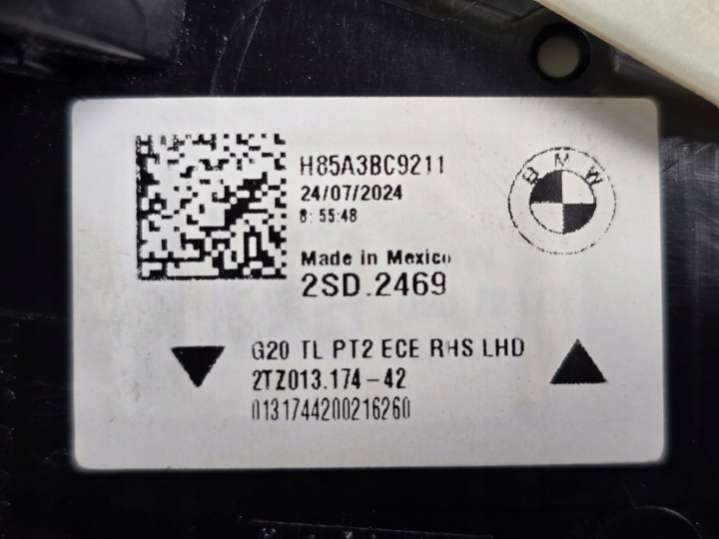 H85A3BC9211
24/07/2024
8:55:48
Made in Mexico
2SD.2469
BMW
G20 TL PT2 ECE RHS LHD
2TZ013.174-42
0131744200216260